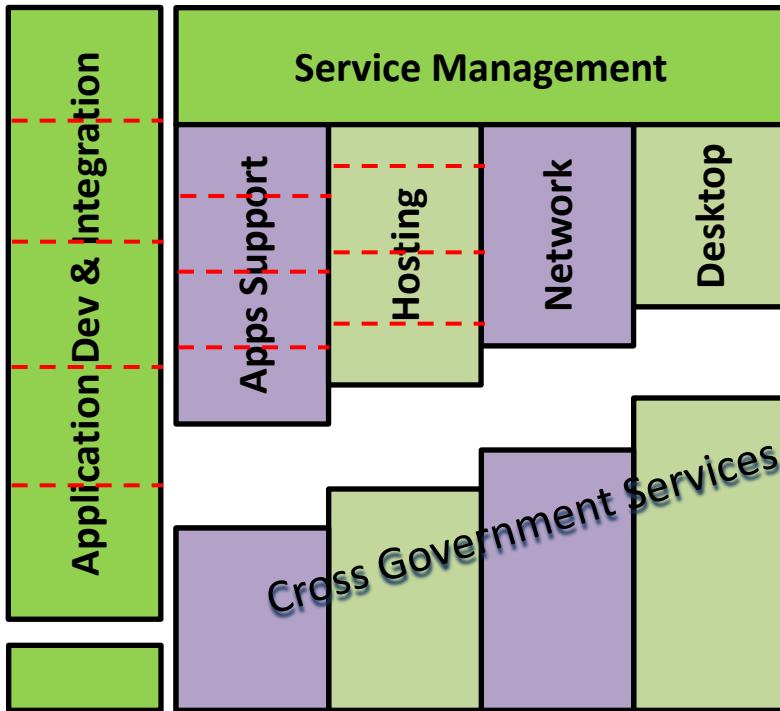 Application Dev & Integration
Service Management
Apps Support
Hosting
Network
Desktop
Cross Government Services